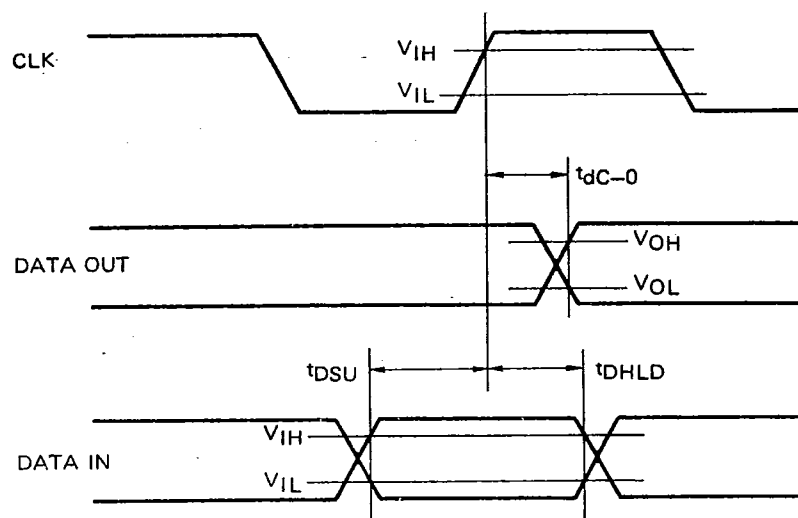 CLK
VIH
VIL
tdC–0
DATA OUT
VOH
VOL
tDSU
tDHLD
DATA IN
VIH
VIL